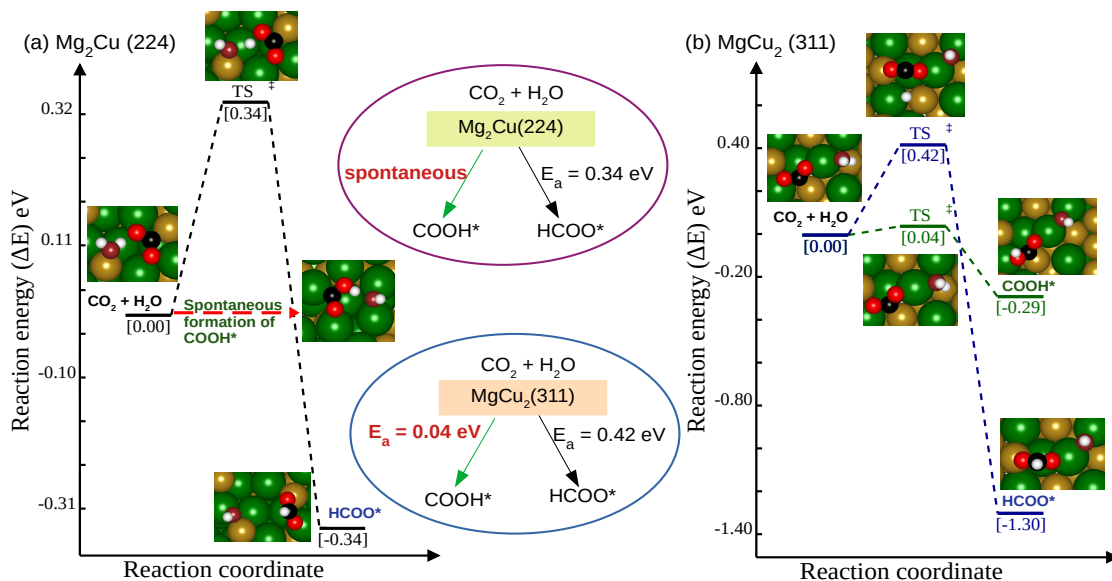 (a) Mg₂Cu (224)
Reaction energy (ΔE) eV
0.32
0.11
-0.10
-0.31
TS ‡
[0.34]
CO₂ + H₂O
[0.00]
Spontaneous
formation of
COOH*
HCOO*
[-0.34]
Reaction coordinate
CO₂ + H₂O
Mg₂Cu(224)
spontaneous
Eₐ = 0.34 eV
COOH*
HCOO*
CO₂ + H₂O
MgCu₂(311)
Eₐ = 0.04 eV
Eₐ = 0.42 eV
COOH*
HCOO*
(b) MgCu₂ (311)
Reaction energy (ΔE) eV
0.40
-0.20
-0.80
-1.40
TS ‡
[0.42]
CO₂ + H₂O
[0.00]
TS ‡
[0.04]
COOH*
[-0.29]
HCOO*
[-1.30]
Reaction coordinate